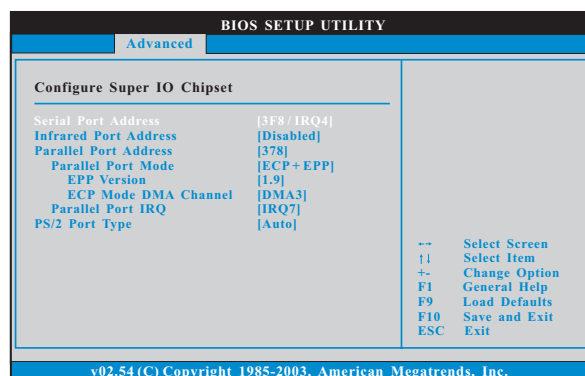 BIOS SETUP UTILITY
Advanced
Configure Super IO Chipset
Serial Port Address [3F8 / IRQ4]
Infrared Port Address [Disabled]
Parallel Port Address [378]
Parallel Port Mode [ECP + EPP]
EPP Version [1.9]
ECP Mode DMA Channel [DMA3]
Parallel Port IRQ [IRQ7]
PS/2 Port Type [Auto]
←→ Select Screen
↑↓ Select Item
+- Change Option
F1 General Help
F9 Load Defaults
F10 Save and Exit
ESC Exit
v02.54 (C) Copyright 1985-2003, American Megatrends, Inc.